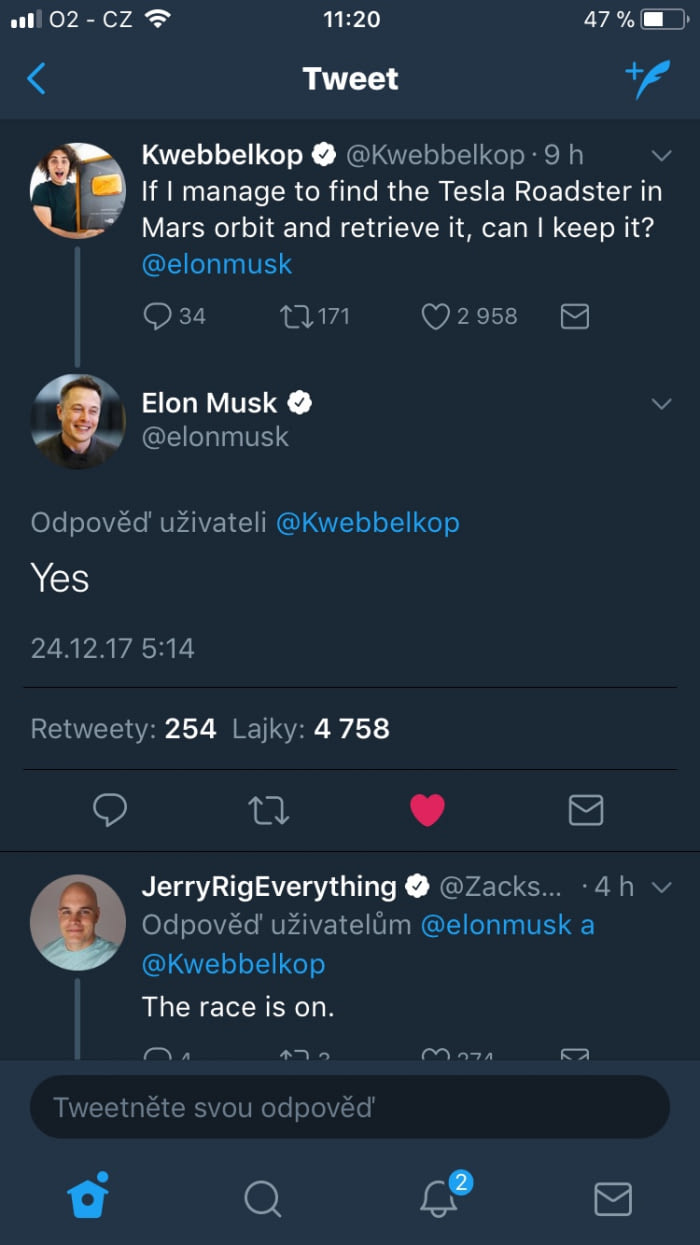 O2 - CZ 11:20 47 %
Tweet
Kwebbelkop @Kwebbelkop · 9 h
If I manage to find the Tesla Roadster in
Mars orbit and retrieve it, can I keep it?
@elonmusk
34 171 2 958
Elon Musk
@elonmusk
Odpověď uživateli @Kwebbelkop
Yes
24.12.17 5:14
Retweety: 254 Lajky: 4 758
JerryRigEverything @Zacks... · 4 h
Odpověď uživatelům @elonmusk a
@Kwebbelkop
The race is on.
4 3 274
Tweetněte svou odpověď
2